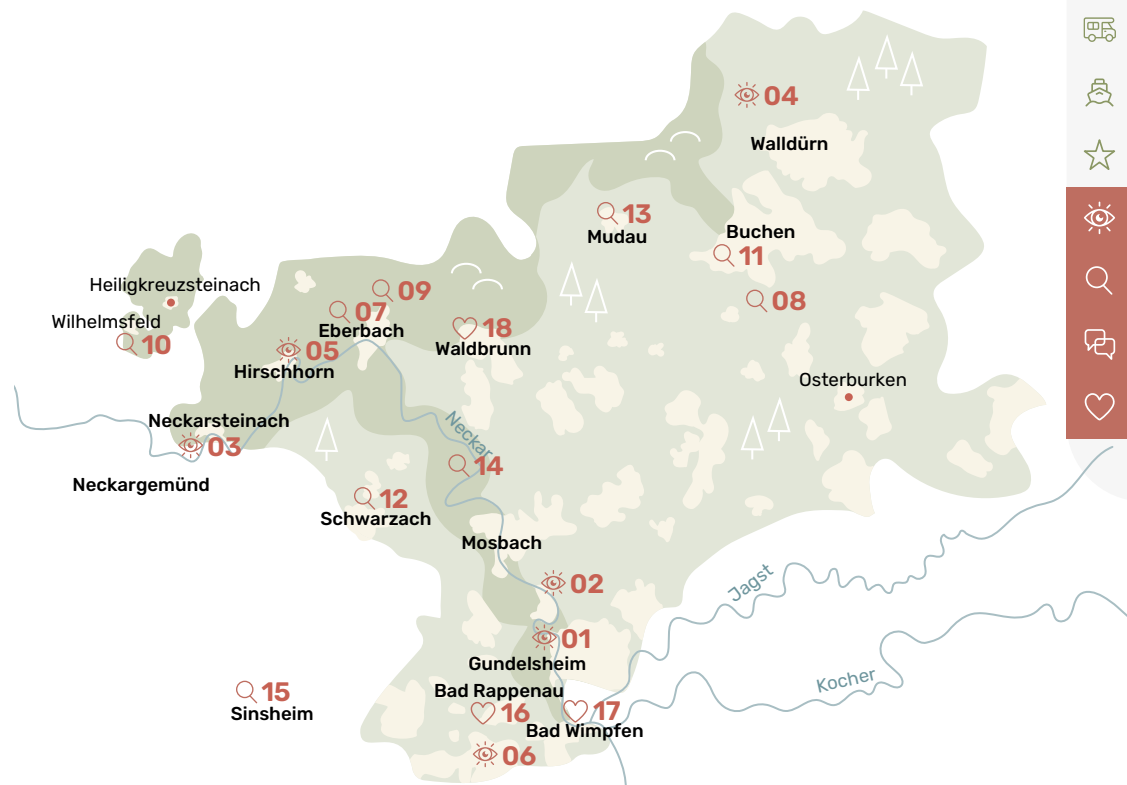 04
Walldürn
13
Mudau
Buchen
11
Heiligkreuzsteinach
09
08
07
Wilhelmsfeld
Eberbach
18
10
05
Waldbrunn
Hirschhorn
Osterburken
Neckarsteinach
Neckar
03
14
Neckargemünd
12
Schwarzach
Mosbach
02
Jagst
01
Gundelsheim
Kocher
15
Bad Rappenau
Sinsheim
16
17
Bad Wimpfen
06